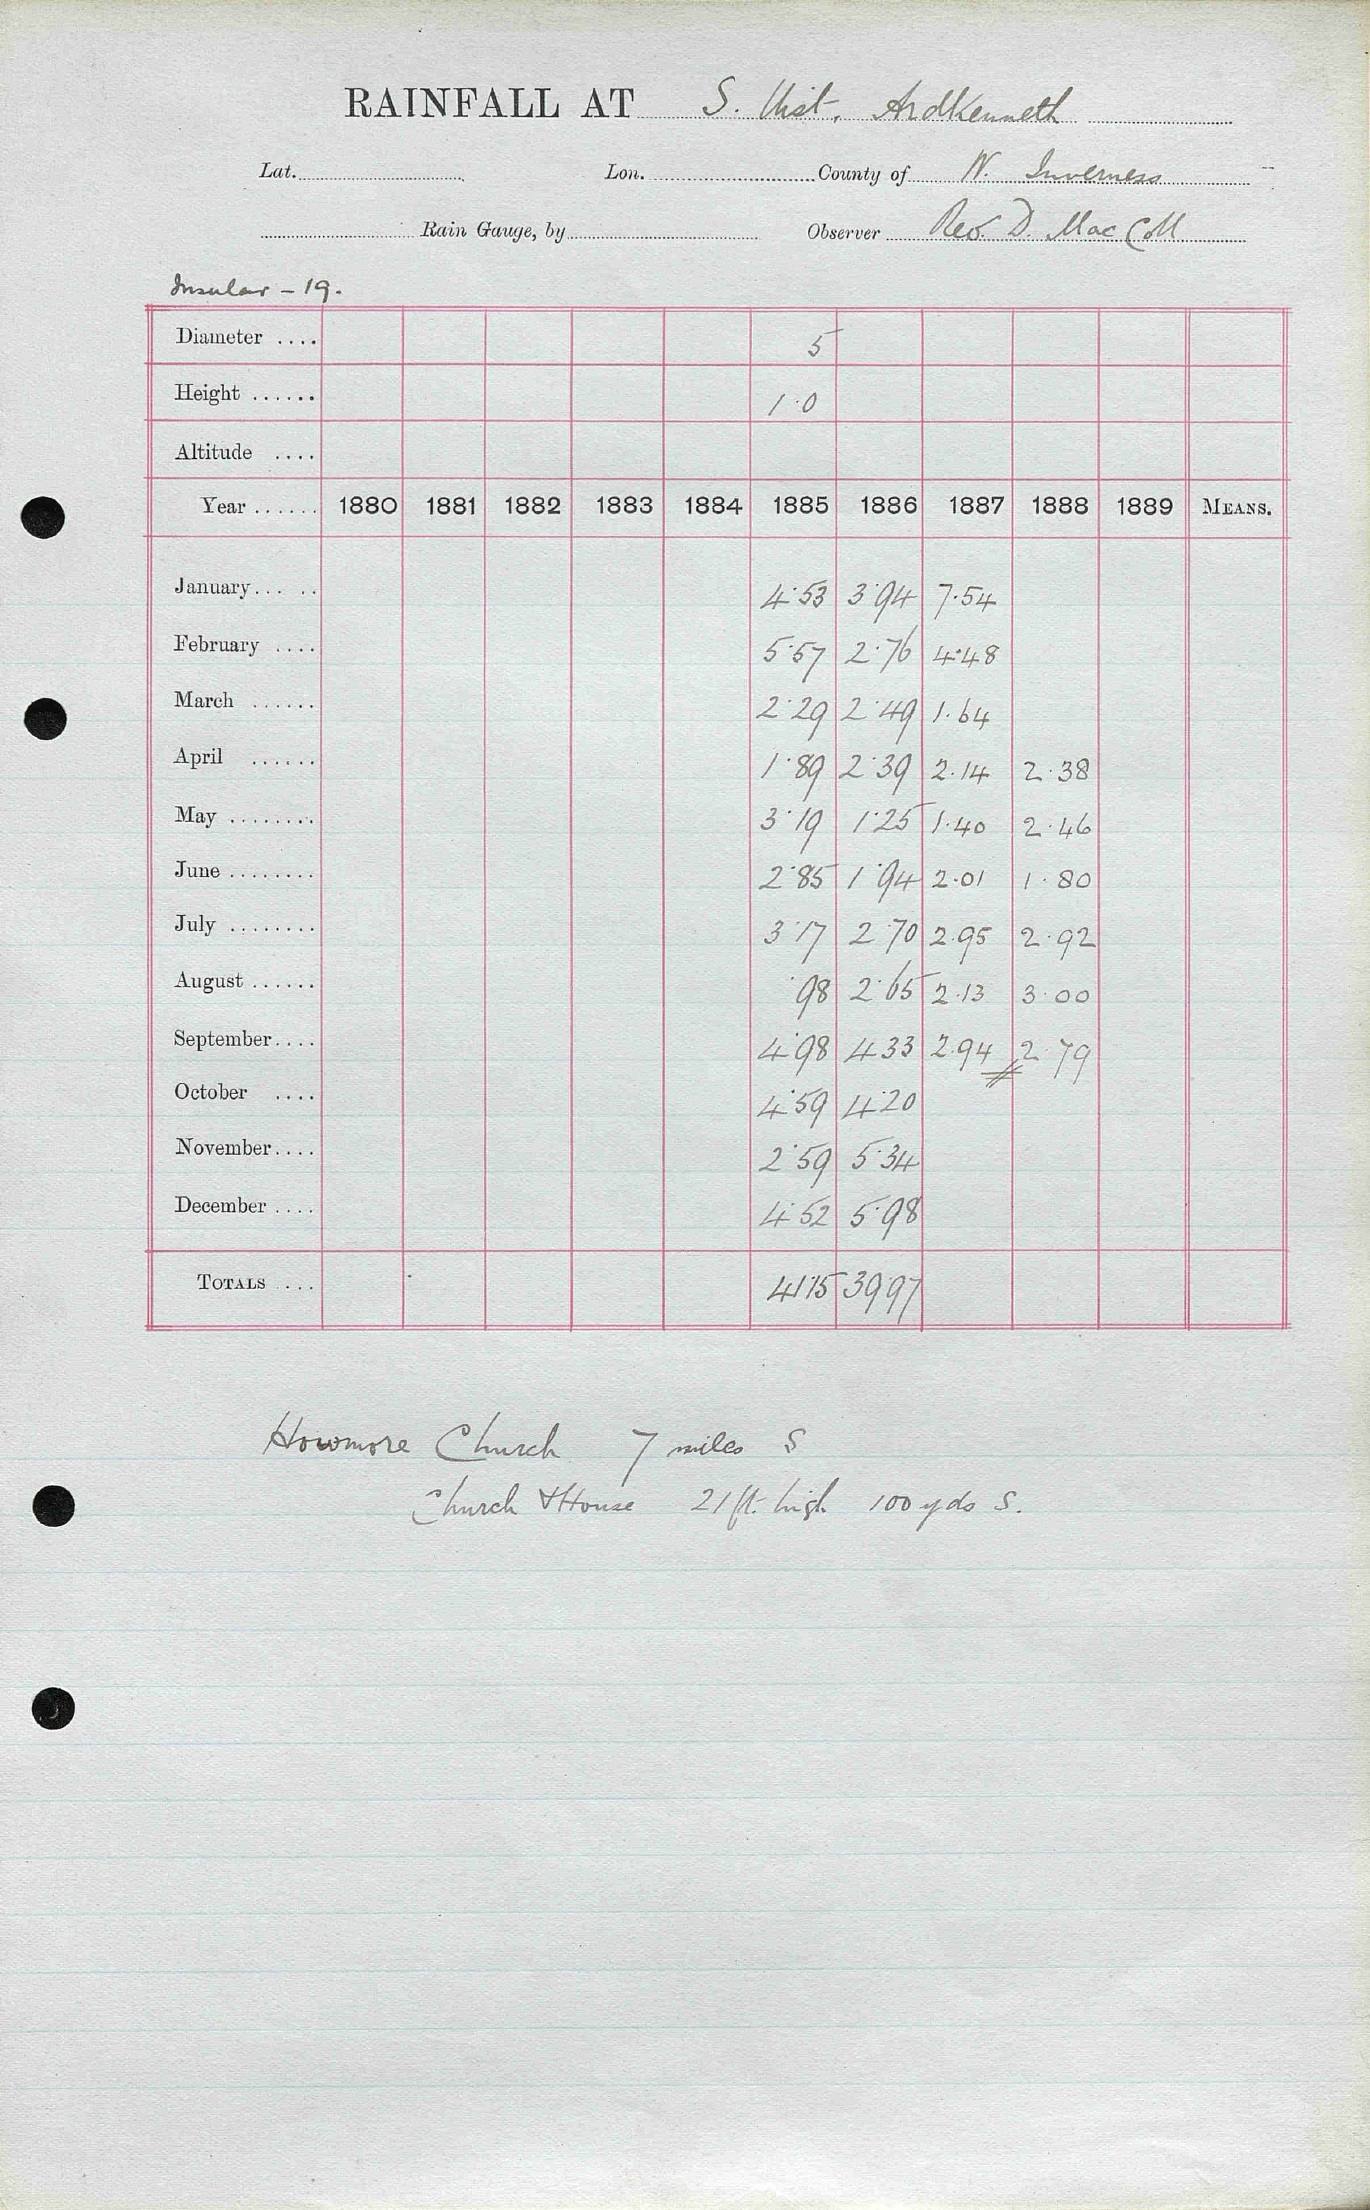 RAINFALL AT S. Uist. Ardkenneth
Lat. Lon. County of W. Inverness
Rain Gauge, by Observer Rev. D. MacColl
Insular - 19.
Diameter .... 5
Height ...... 1·0
Altitude ....
Year ...... 1880 1881 1882 1883 1884 1885 1886 1887 1888 1889 MEANS.
January ... .. 4·53 3·94 7.54
February .... 5·57 2·76 4·48
March ...... 2·29 2·49 1.64
April ...... 1·89 2·39 2.14 2.38
May ........ 3·19 1·25 1.40 2.46
June ........ 2·85 1·94 2.01 1.80
July ........ 3·17 2·70 2.95 2.92
August ...... ·98 2·65 2.13 3.00
September .... 4·98 4·33 2.94 2.79
October .... 4·59 4·20
November .... 2·59 5·34
December .... 4·52 5·98
TOTALS .... 41·15 39·97
Howmore Church 7 miles S
Church & House 21 ft. high 100 yds S.